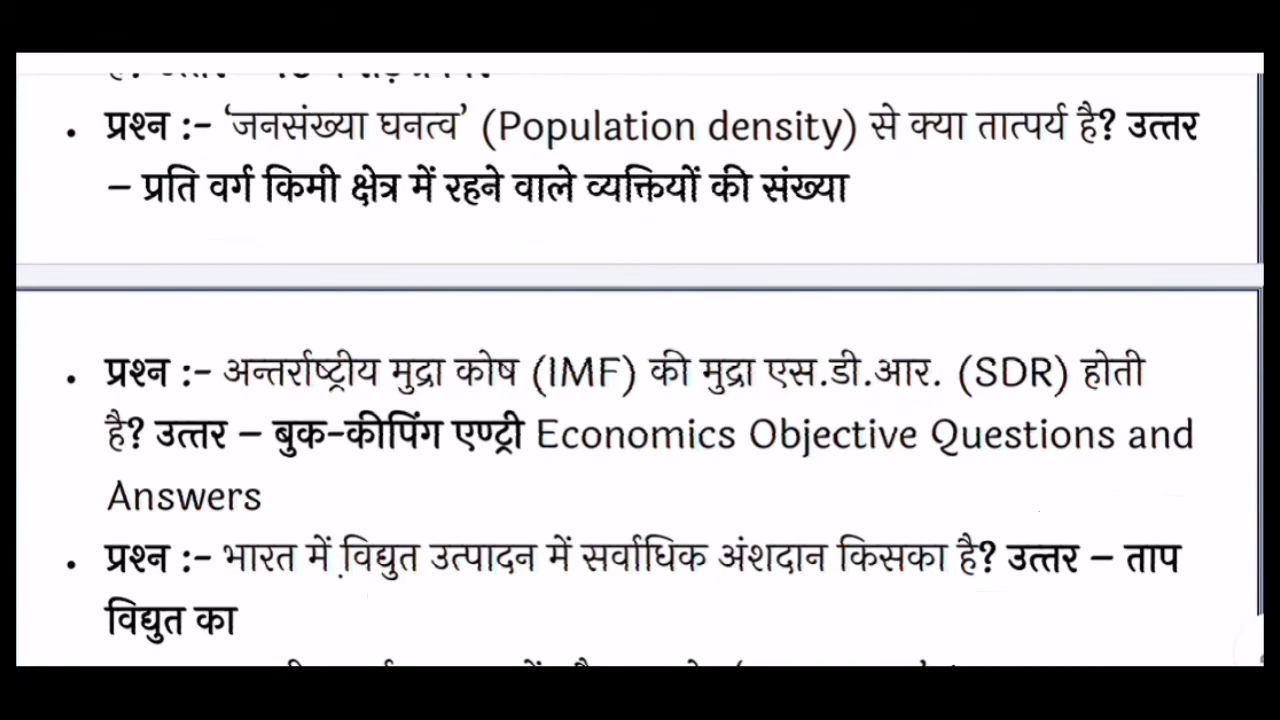 प्रश्न :- ‘जनसंख्या घनत्व’ (Population density) से क्या तात्पर्य है? उत्तर
– प्रति वर्ग किमी क्षेत्र में रहने वाले व्यक्तियों की संख्या
प्रश्न :- अन्तर्राष्ट्रीय मुद्रा कोष (IMF) की मुद्रा एस.डी.आर. (SDR) होती
है? उत्तर – बुक-कीपिंग एण्ट्री Economics Objective Questions and
Answers
प्रश्न :- भारत में विद्युत उत्पादन में सर्वाधिक अंशदान किसका है? उत्तर – ताप
विद्युत का